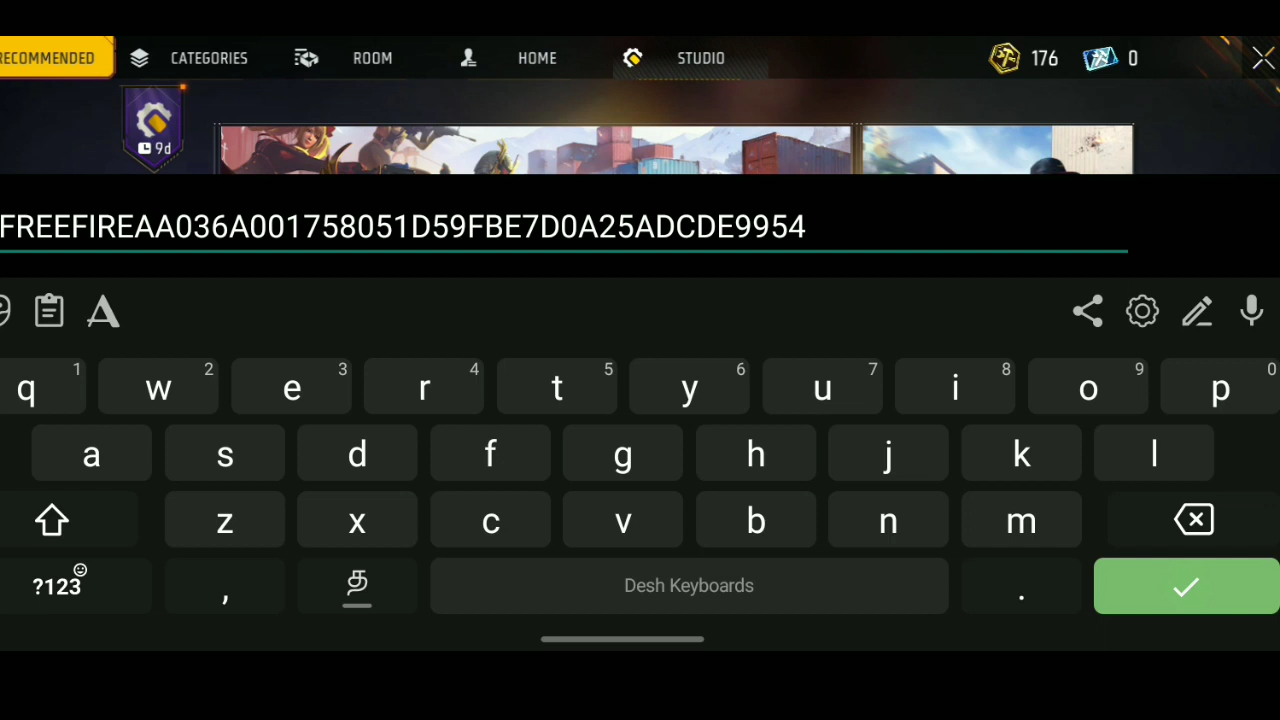 RECOMMENDED
CATEGORIES
ROOM
HOME
STUDIO
176
0
9d
FREEFIREAA036A001758051D59FBE7D0A25ADCDE9954
q 1 w 2 e 3 r 4 t 5 y 6 u 7 i 8 o 9 p 0
a s d f g h j k l
z x c v b n m
?123 , த Desh Keyboards .